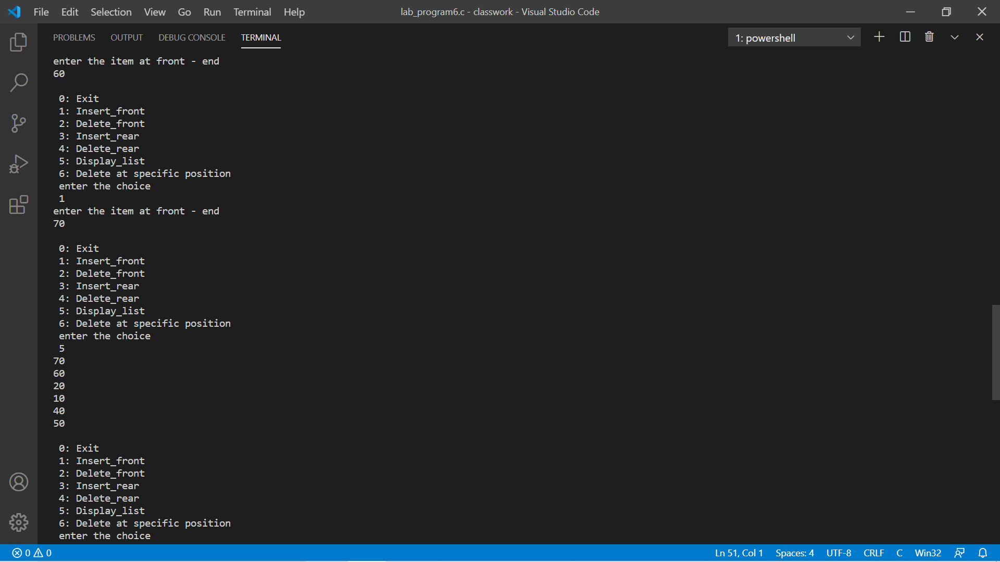 File Edit Selection View Go Run Terminal Help lab_program6.c - classwork - Visual Studio Code
PROBLEMS OUTPUT DEBUG CONSOLE TERMINAL 1: powershell
enter the item at front - end
60
0: Exit
1: Insert_front
2: Delete_front
3: Insert_rear
4: Delete_rear
5: Display_list
6: Delete at specific position
enter the choice
1
enter the item at front - end
70
0: Exit
1: Insert_front
2: Delete_front
3: Insert_rear
4: Delete_rear
5: Display_list
6: Delete at specific position
enter the choice
5
70
60
20
10
40
50
0: Exit
1: Insert_front
2: Delete_front
3: Insert_rear
4: Delete_rear
5: Display_list
6: Delete at specific position
enter the choice
0 0 Ln 51, Col 1 Spaces: 4 UTF-8 CRLF C Win32